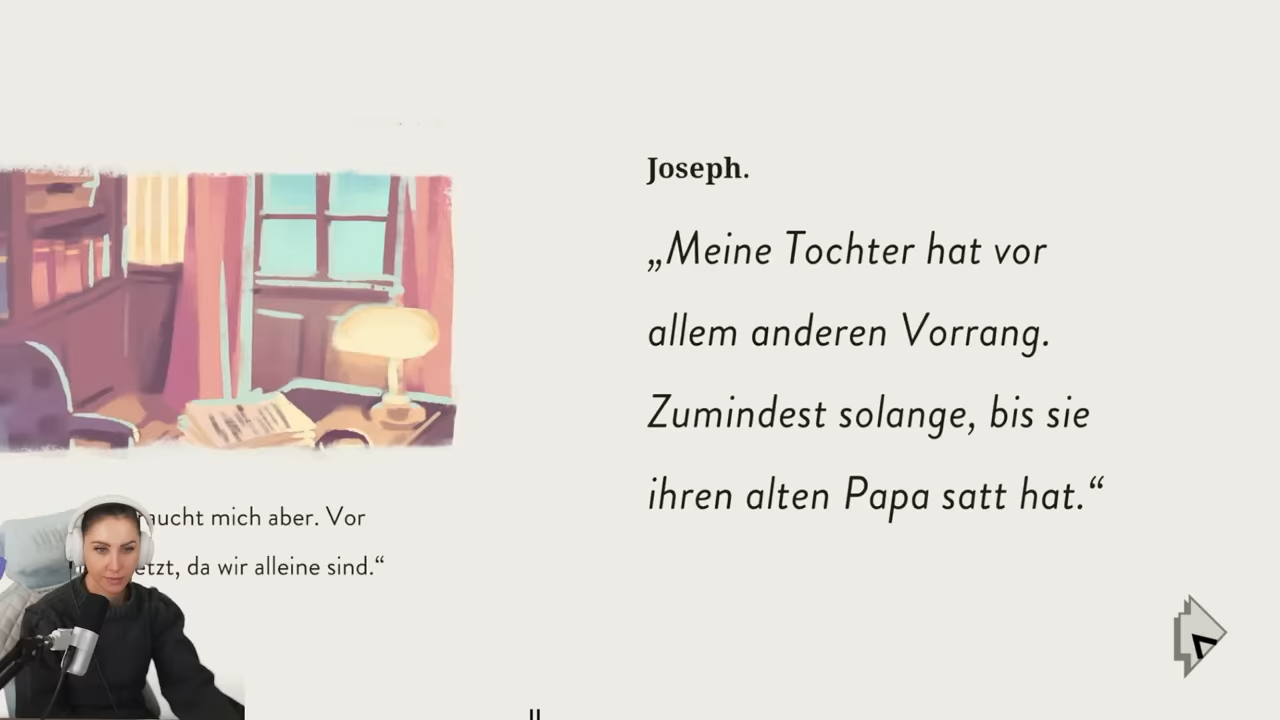 mich aber. Vor
da wir alleine sind.“
Joseph.
„Meine Tochter hat vor
allem anderen Vorrang.
Zumindest solange, bis sie
ihren alten Papa satt hat.“